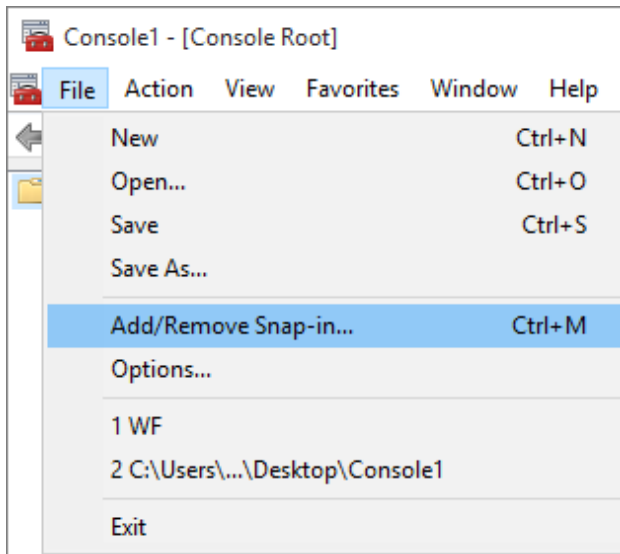 Console1 - [Console Root]
File Action View Favorites Window Help
New Ctrl+N
Open... Ctrl+O
Save Ctrl+S
Save As...
Add/Remove Snap-in... Ctrl+M
Options...
1 WF
2 C:\Users\...\Desktop\Console1
Exit